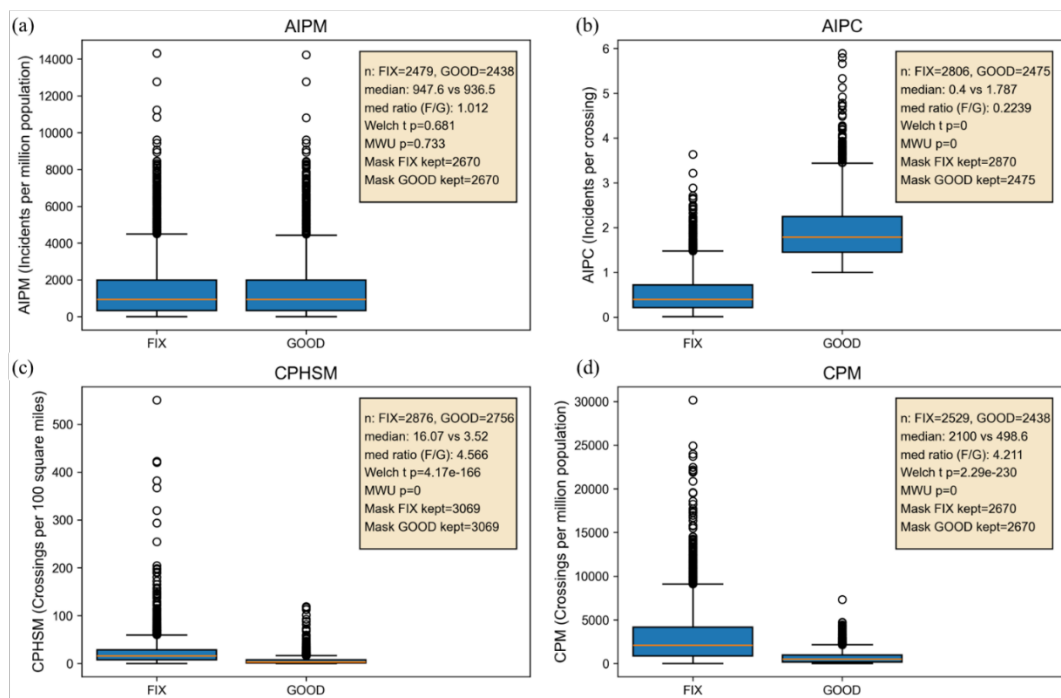 (a)
AIPM
AIPM (Incidents per million population)
14000
12000
10000
8000
6000
4000
2000
0
n: FIX=2479, GOOD=2438
median: 947.6 vs 936.5
med ratio (F/G): 1.012
Welch t p=0.681
MWU p=0.733
Mask FIX kept=2670
Mask GOOD kept=2670
FIX
GOOD
(b)
AIPC
AIPC (Incidents per crossing)
6
5
4
3
2
1
0
n: FIX=2806, GOOD=2475
median: 0.4 vs 1.787
med ratio (F/G): 0.2239
Welch t p=0
MWU p=0
Mask FIX kept=2870
Mask GOOD kept=2475
FIX
GOOD
(c)
CPHSM
CPHSM (Crossings per 100 square miles)
500
400
300
200
100
0
n: FIX=2876, GOOD=2756
median: 16.07 vs 3.52
med ratio (F/G): 4.566
Welch t p=4.17e-166
MWU p=0
Mask FIX kept=3069
Mask GOOD kept=3069
FIX
GOOD
(d)
CPM
CPM (Crossings per million population)
30000
25000
20000
15000
10000
5000
0
n: FIX=2529, GOOD=2438
median: 2100 vs 498.6
med ratio (F/G): 4.211
Welch t p=2.29e-230
MWU p=0
Mask FIX kept=2670
Mask GOOD kept=2670
FIX
GOOD